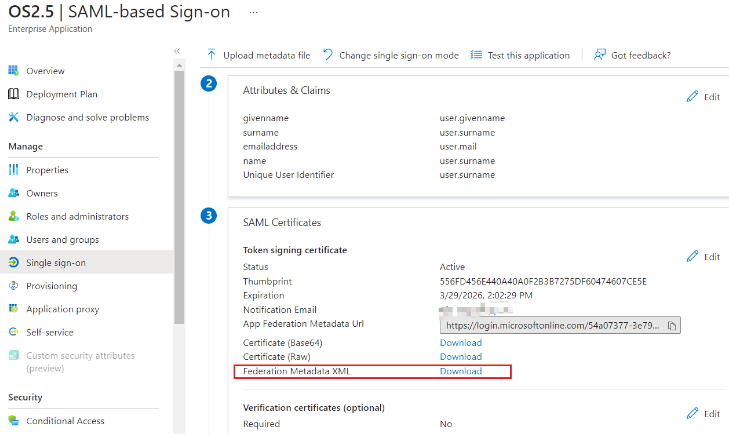 OS2.5 | SAML-based Sign-on ...
Enterprise Application
«
Upload metadata file Change single sign-on mode Test this application Got feedback?
Overview
Deployment Plan
Diagnose and solve problems
Manage
Properties
Owners
Roles and administrators
Users and groups
Single sign-on
Provisioning
Application proxy
Self-service
Custom security attributes
(preview)
Security
Conditional Access
2
Attributes & Claims
Edit
givenname user.givenname
surname user.surname
emailaddress user.mail
name user.surname
Unique User Identifier user.surname
3
SAML Certificates
Token signing certificate
Edit
Status Active
Thumbprint 556FD456E440A40A0F2B3B7275DF60474607CE5E
Expiration 3/29/2026, 2:02:29 PM
Notification Email
App Federation Metadata Url https://login.microsoftonline.com/54a07377-3e79...
Certificate (Base64) Download
Certificate (Raw) Download
Federation Metadata XML Download
Verification certificates (optional)
Edit
Required No